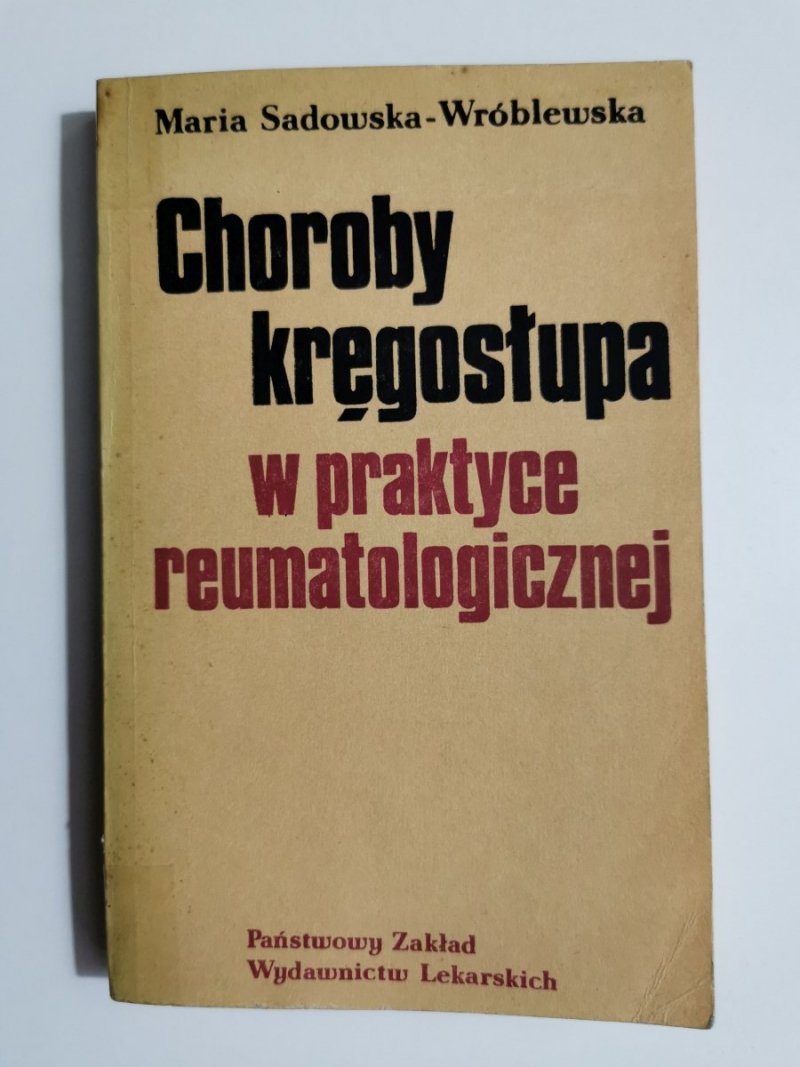 Maria Sadowska-Wróblewska
Choroby
kręgosłupa
w praktyce
reumatologicznej
Państwowy Zakład
Wydawnictw Lekarskich